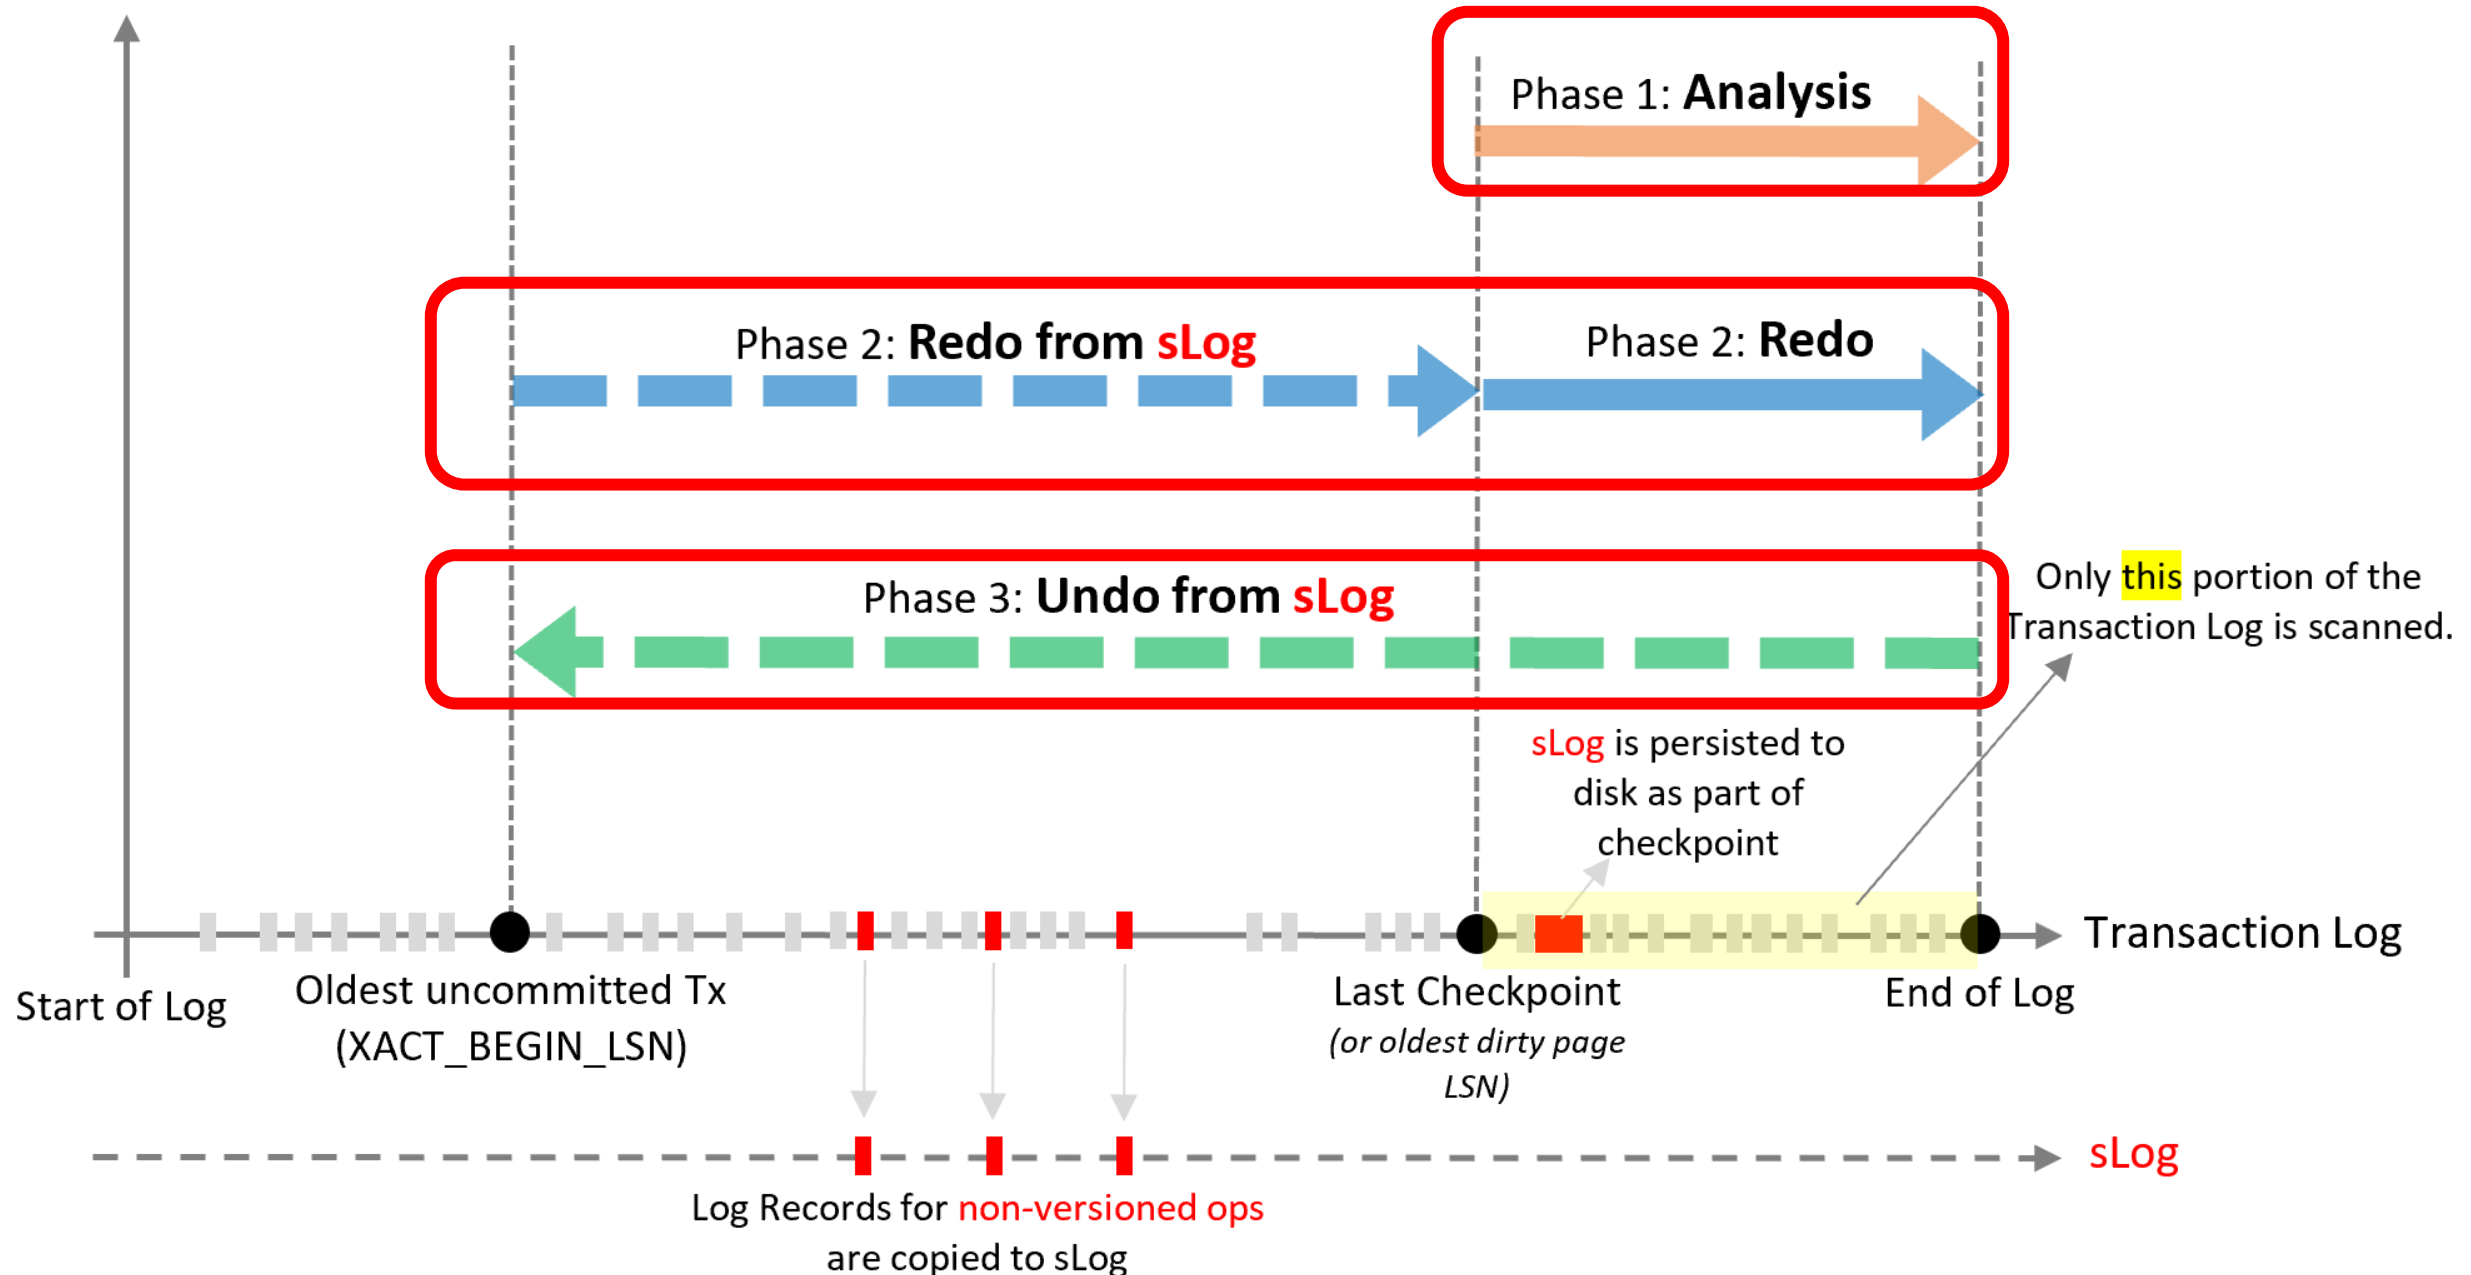 Phase 1: Analysis
Phase 2: Redo from sLog
Phase 2: Redo
Phase 3: Undo from sLog
Only this portion of the
Transaction Log is scanned.
sLog is persisted to
disk as part of
checkpoint
Transaction Log
Start of Log
Oldest uncommitted Tx
(XACT_BEGIN_LSN)
Last Checkpoint
(or oldest dirty page
LSN)
End of Log
sLog
Log Records for non-versioned ops
are copied to sLog